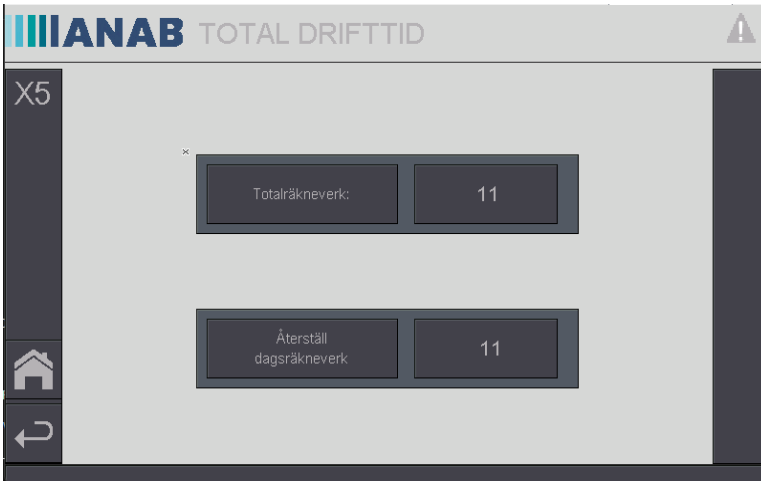 ANAB TOTAL DRIFTTID
X5
Totalräkneverk: 11
Återställ
dagsräkneverk 11